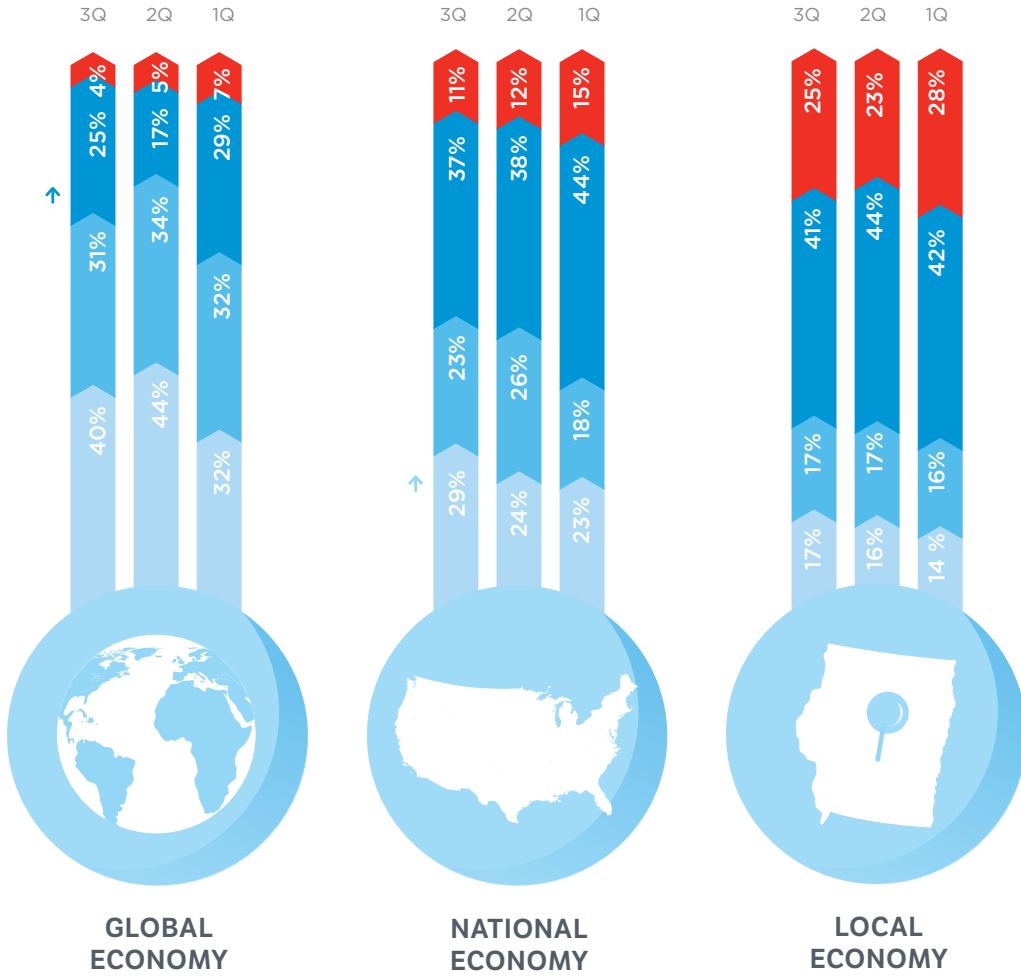 3Q 2Q 1Q
4% 5% 7%
25% 17% 29%
31% 34% 32%
40% 44% 32%
GLOBAL
ECONOMY
3Q 2Q 1Q
11% 12% 15%
37% 38% 44%
23% 26% 18%
29% 24% 23%
NATIONAL
ECONOMY
3Q 2Q 1Q
25% 23% 28%
41% 44% 42%
17% 17% 16%
17% 16% 14 %
LOCAL
ECONOMY